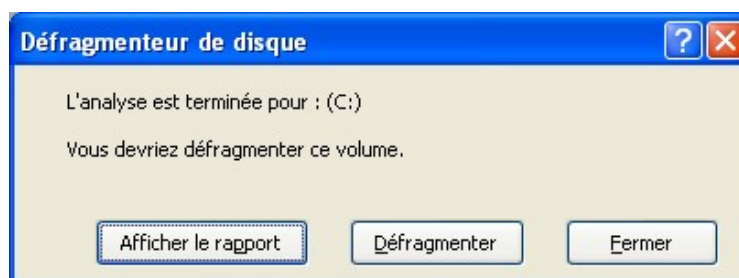 Défragmenteur de disque
L'analyse est terminée pour : (C:)
Vous devriez défragmenter ce volume.
Afficher le rapport Défragmenter Fermer